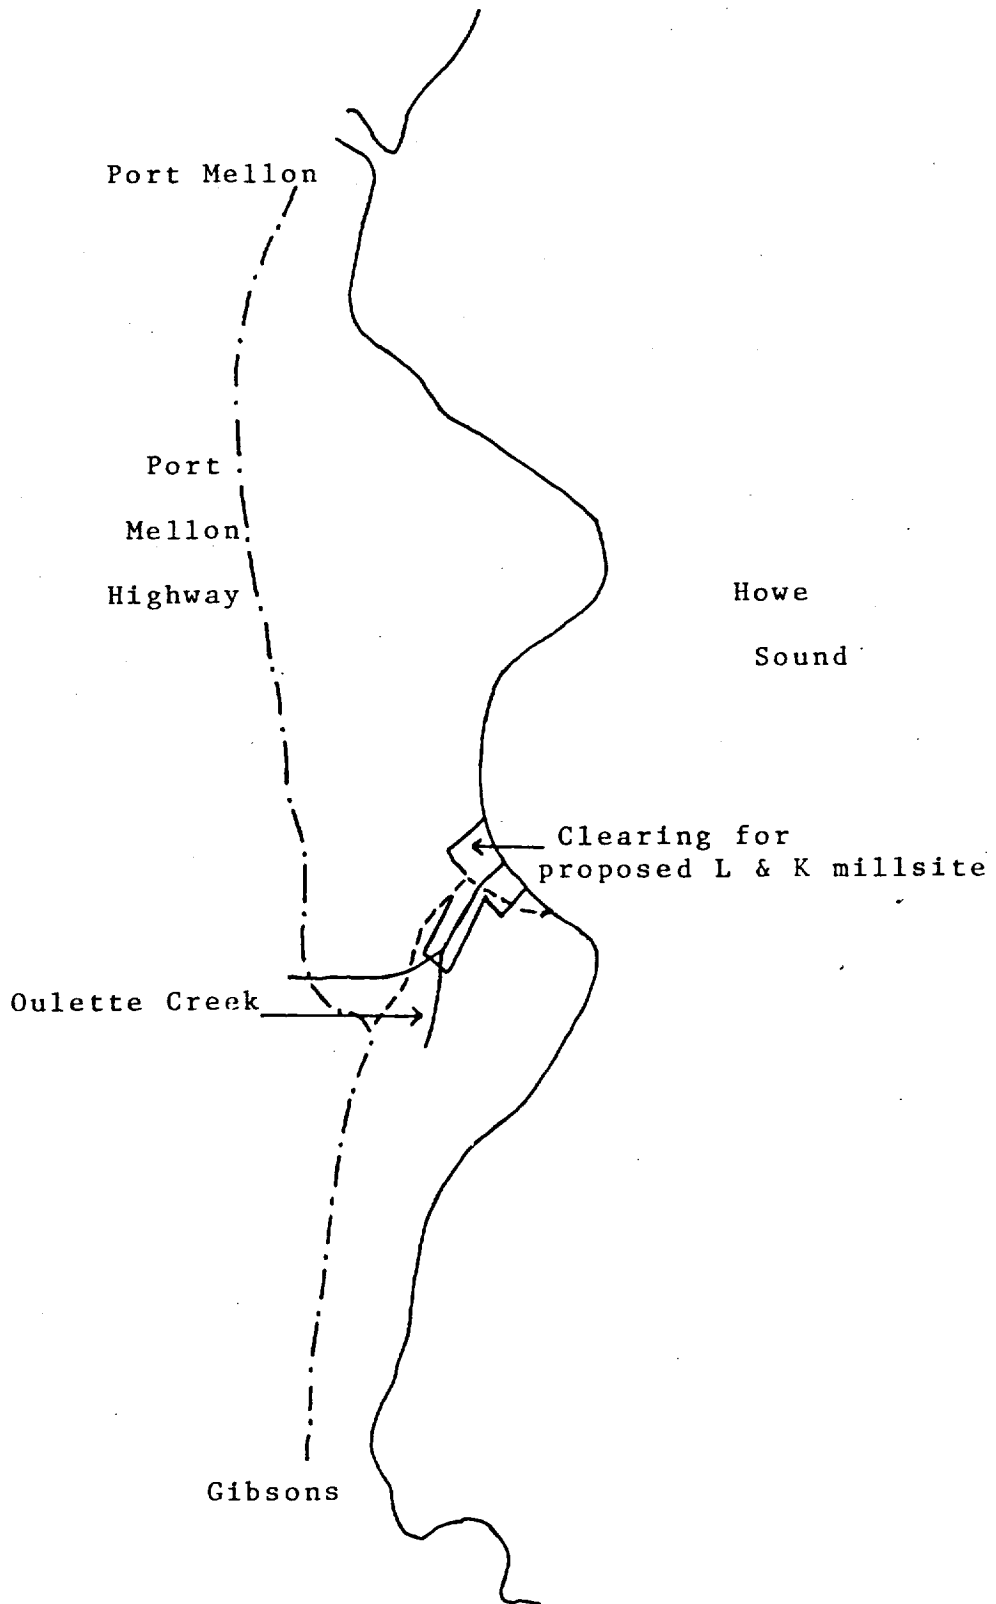 Port Mellon
Port
Mellon
Highway
Howe
Sound
Clearing for
proposed L & K millsite
Oulette Creek
Gibsons